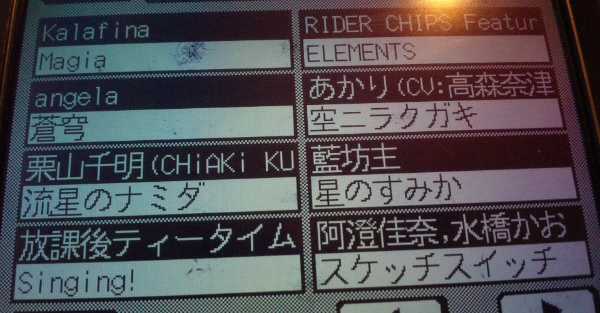 Kalafina
Magia
RIDER CHIPS Featur
ELEMENTS
angela
蒼穹
あかり(CV:高森奈津
空ニラクガキ
栗山千明(CHiAKi KU
流星のナミダ
藍坊主
星のすみか
放課後ティータイム
Singing!
阿澄佳奈,水橋かお
スケッチスイッチ